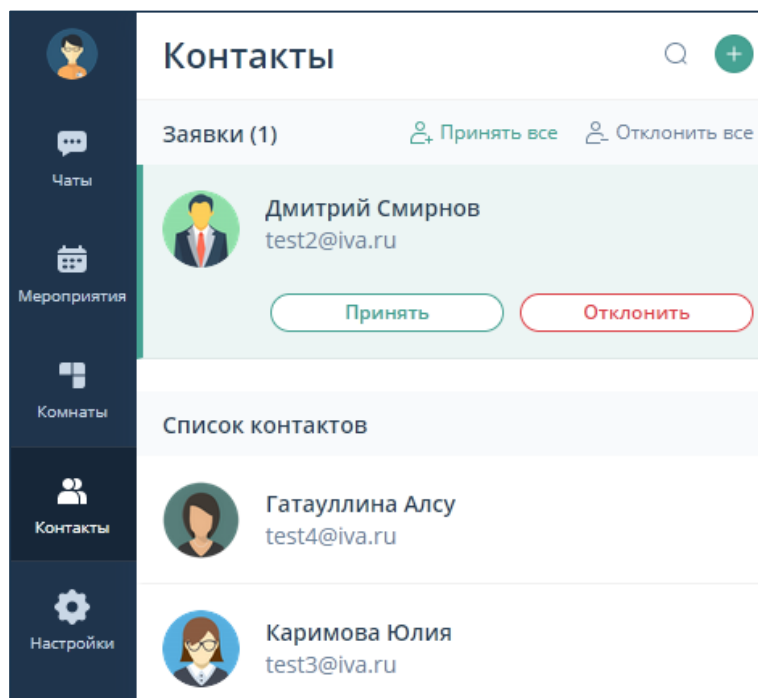 Контакты
Заявки (1) Принять все Отклонить все
Чаты
Дмитрий Смирнов
test2@iva.ru
Мероприятия
Принять Отклонить
Комнаты
Список контактов
Контакты
Гатауллина Алсу
test4@iva.ru
Настройки
Каримова Юлия
test3@iva.ru